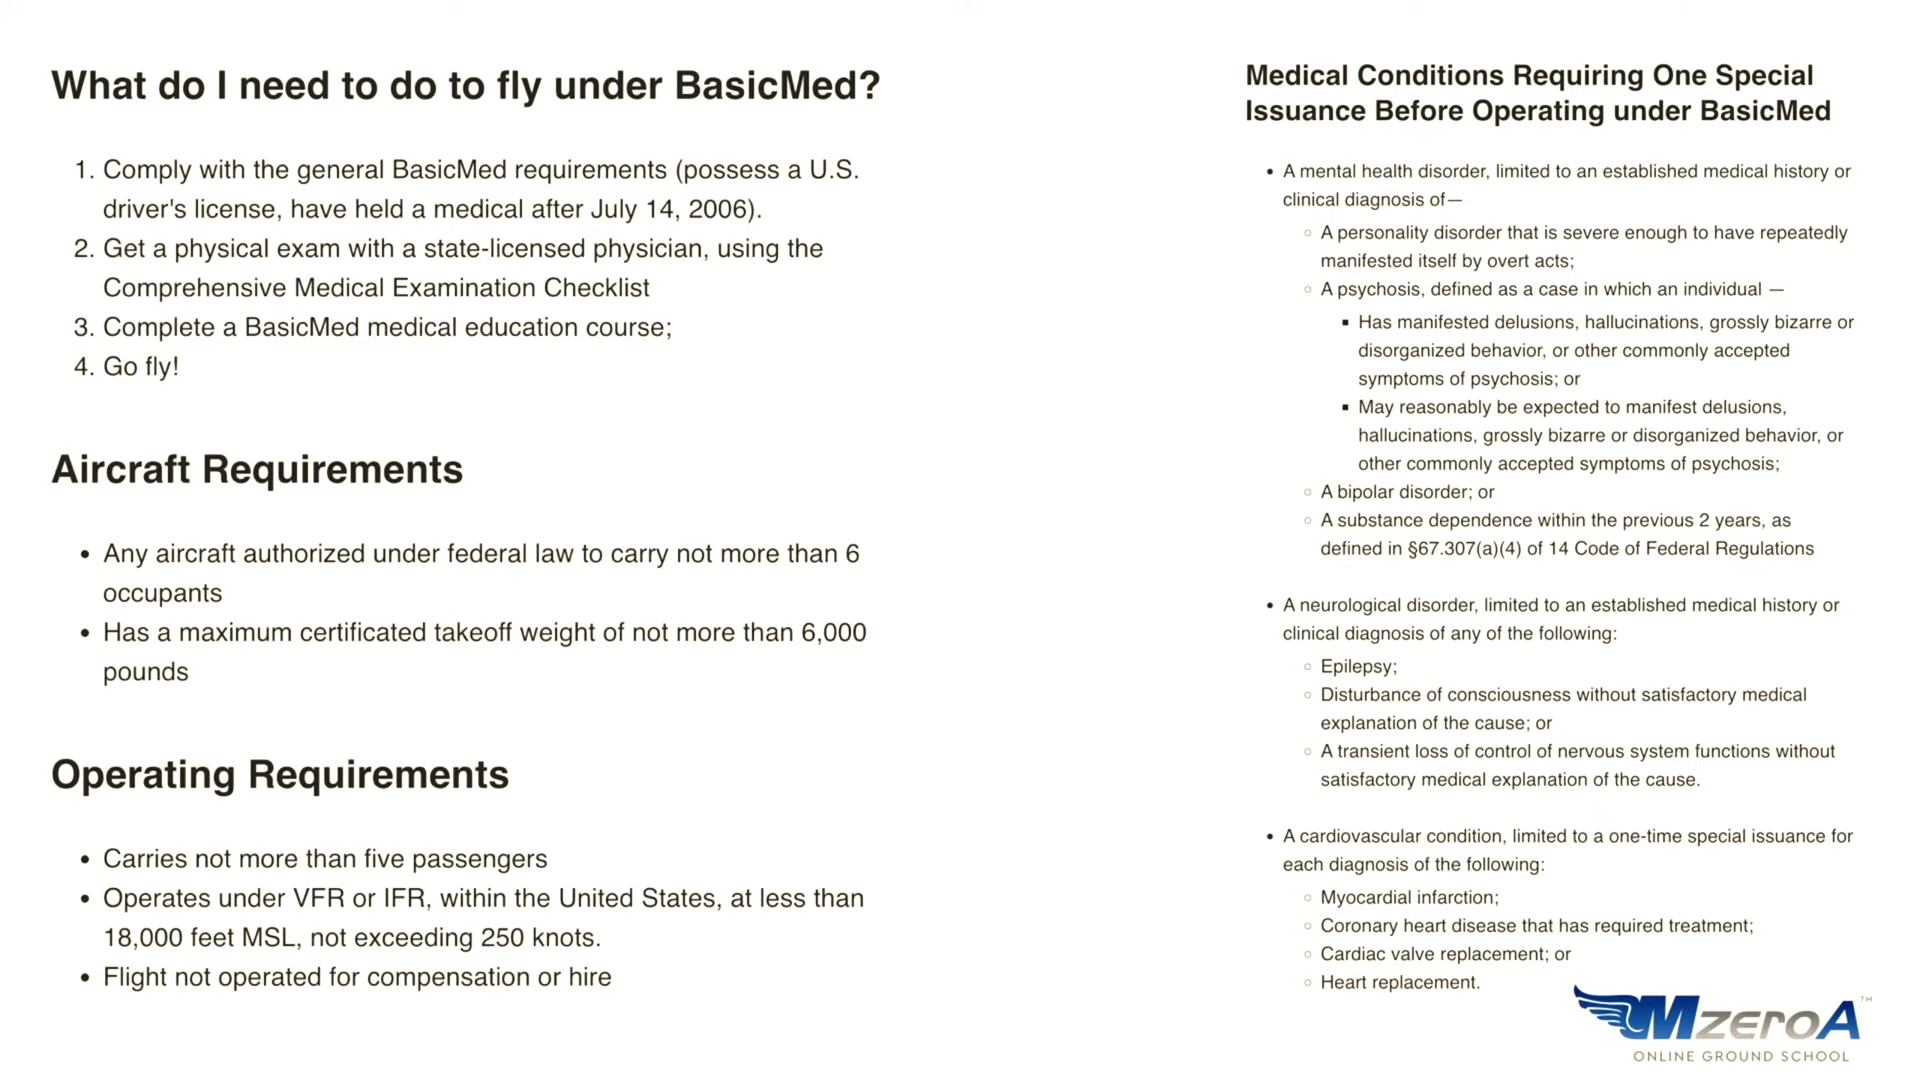 What do I need to do to fly under BasicMed?
1. Comply with the general BasicMed requirements (possess a U.S.
driver's license, have held a medical after July 14, 2006).
2. Get a physical exam with a state-licensed physician, using the
Comprehensive Medical Examination Checklist
3. Complete a BasicMed medical education course;
4. Go fly!
Aircraft Requirements
• Any aircraft authorized under federal law to carry not more than 6
occupants
• Has a maximum certificated takeoff weight of not more than 6,000
pounds
Operating Requirements
• Carries not more than five passengers
• Operates under VFR or IFR, within the United States, at less than
18,000 feet MSL, not exceeding 250 knots.
• Flight not operated for compensation or hire
Medical Conditions Requiring One Special
Issuance Before Operating under BasicMed
• A mental health disorder, limited to an established medical history or
clinical diagnosis of—
◦ A personality disorder that is severe enough to have repeatedly
manifested itself by overt acts;
◦ A psychosis, defined as a case in which an individual —
▪ Has manifested delusions, hallucinations, grossly bizarre or
disorganized behavior, or other commonly accepted
symptoms of psychosis; or
▪ May reasonably be expected to manifest delusions,
hallucinations, grossly bizarre or disorganized behavior, or
other commonly accepted symptoms of psychosis;
◦ A bipolar disorder; or
◦ A substance dependence within the previous 2 years, as
defined in §67.307(a)(4) of 14 Code of Federal Regulations
• A neurological disorder, limited to an established medical history or
clinical diagnosis of any of the following:
◦ Epilepsy;
◦ Disturbance of consciousness without satisfactory medical
explanation of the cause; or
◦ A transient loss of control of nervous system functions without
satisfactory medical explanation of the cause.
• A cardiovascular condition, limited to a one-time special issuance for
each diagnosis of the following:
◦ Myocardial infarction;
◦ Coronary heart disease that has required treatment;
◦ Cardiac valve replacement; or
◦ Heart replacement.
MzeroA™
ONLINE GROUND SCHOOL